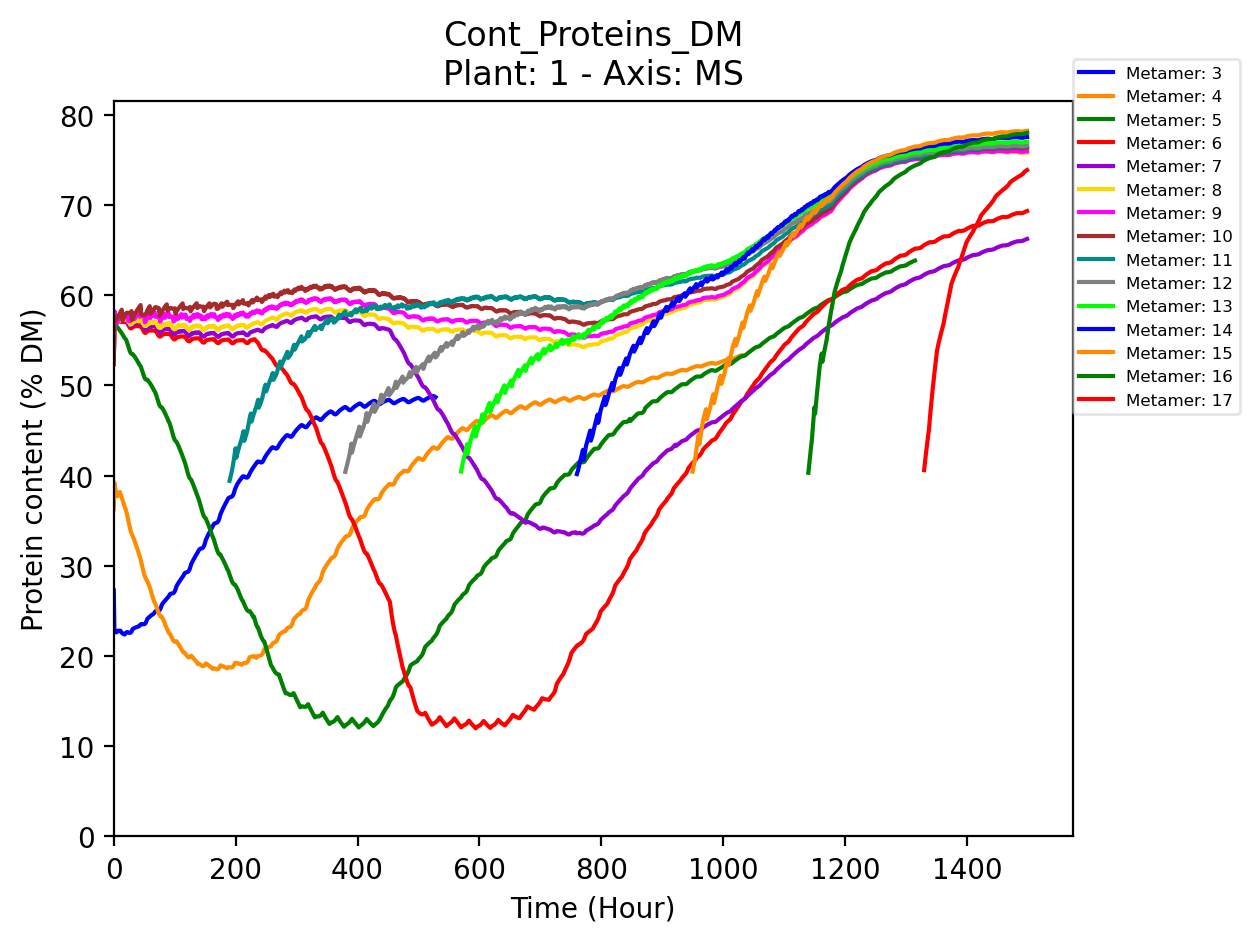 Cont_Proteins_DM
Plant: 1 - Axis: MS
Metamer: 3
Metamer: 4
Metamer: 5
Metamer: 6
Metamer: 7
Metamer: 8
Metamer: 9
Metamer: 10
Metamer: 11
Metamer: 12
Metamer: 13
Metamer: 14
Metamer: 15
Metamer: 16
Metamer: 17
Protein content (% DM)
80
70
60
50
40
30
20
10
0
0 200 400 600 800 1000 1200 1400
Time (Hour)